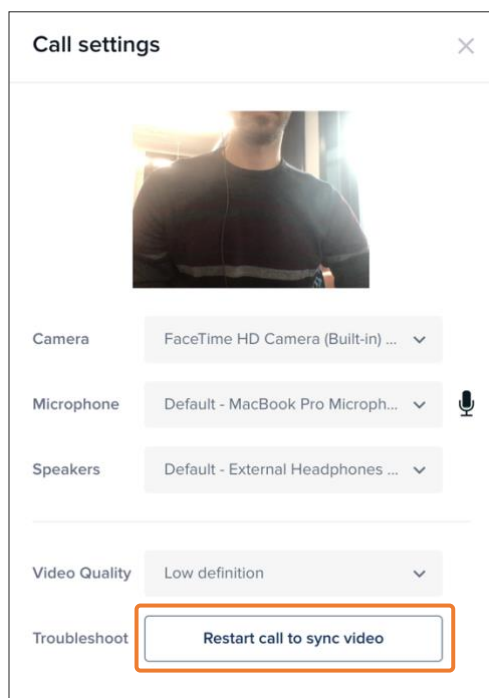 Call settings
Camera
FaceTime HD Camera (Built-in) ...
Microphone
Default - MacBook Pro Microph...
Speakers
Default - External Headphones ...
Video Quality
Low definition
Troubleshoot
Restart call to sync video